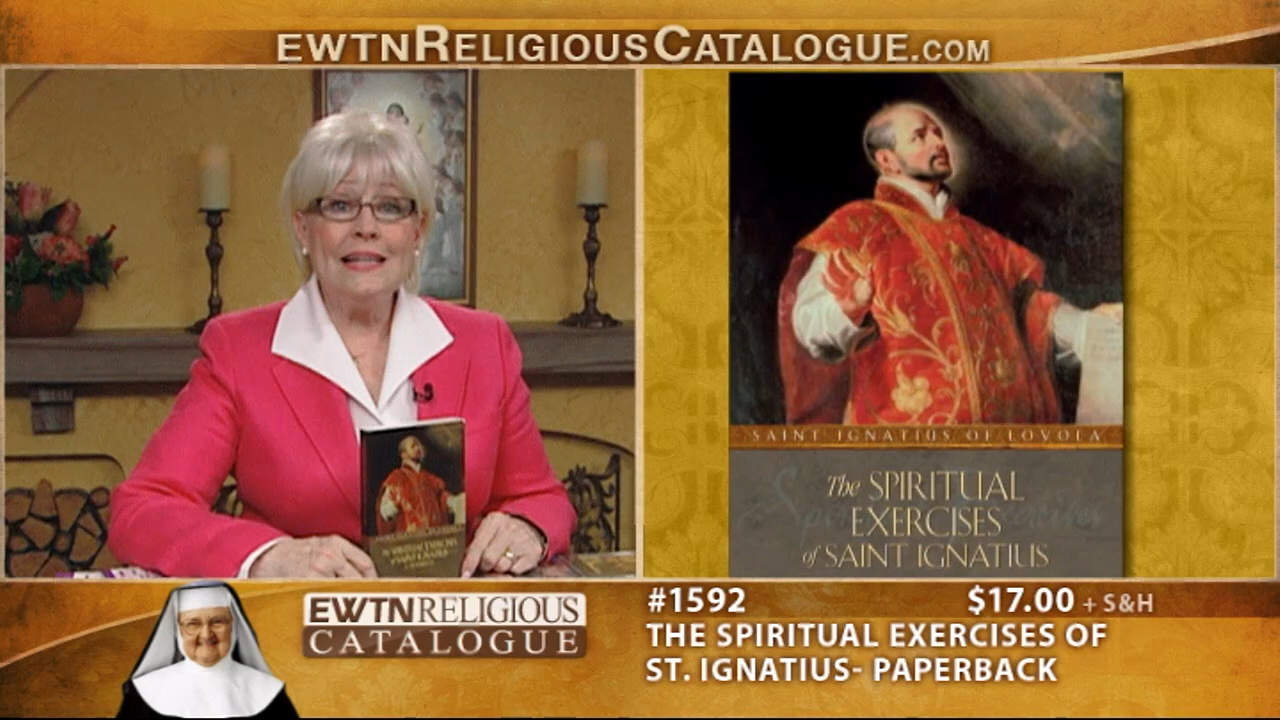 EWTNRELIGIOUSCATALOGUE.COM
SAINT IGNATIUS OF LOYOLA
The SPIRITUAL
EXERCISES
of SAINT IGNATIUS
EWTNRELIGIOUS
CATALOGUE
#1592 $17.00 + S&H
THE SPIRITUAL EXERCISES OF
ST. IGNATIUS- PAPERBACK